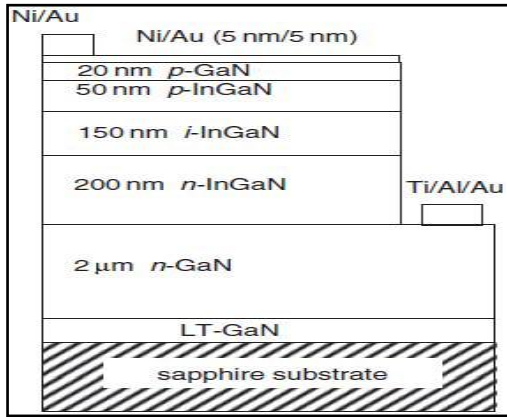 Ni/Au
Ni/Au (5 nm/5 nm)
20 nm p-GaN
50 nm p-InGaN
150 nm i-InGaN
200 nm n-InGaN
Ti/Al/Au
2 μm n-GaN
LT-GaN
sapphire substrate